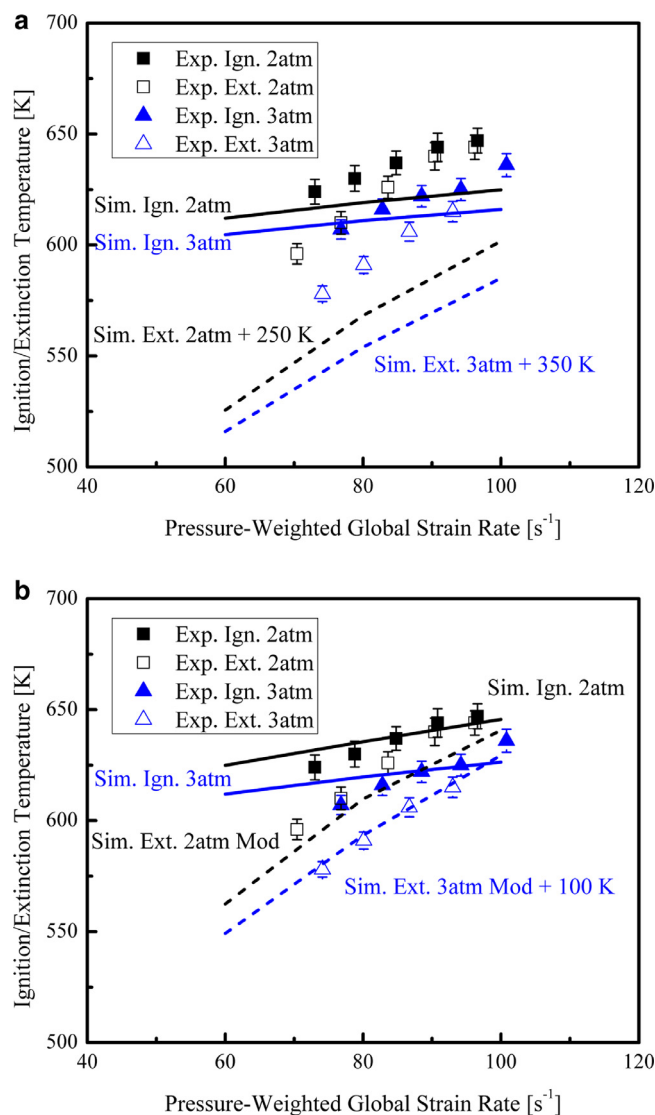 a
700
Exp. Ign. 2atm
Exp. Ext. 2atm
Exp. Ign. 3atm
Exp. Ext. 3atm
650
Sim. Ign. 2atm
600
Sim. Ign. 3atm
Sim. Ext. 2atm + 250 K
550
Sim. Ext. 3atm + 350 K
500
Ignition/Extinction Temperature [K]
40 60 80 100 120
Pressure-Weighted Global Strain Rate [s⁻¹]
b
700
Exp. Ign. 2atm
Exp. Ext. 2atm
Exp. Ign. 3atm
Exp. Ext. 3atm
Sim. Ign. 2atm
650
Sim. Ign. 3atm
600
Sim. Ext. 2atm Mod
Sim. Ext. 3atm Mod + 100 K
550
500
Ignition/Extinction Temperature [K]
40 60 80 100 120
Pressure-Weighted Global Strain Rate [s⁻¹]